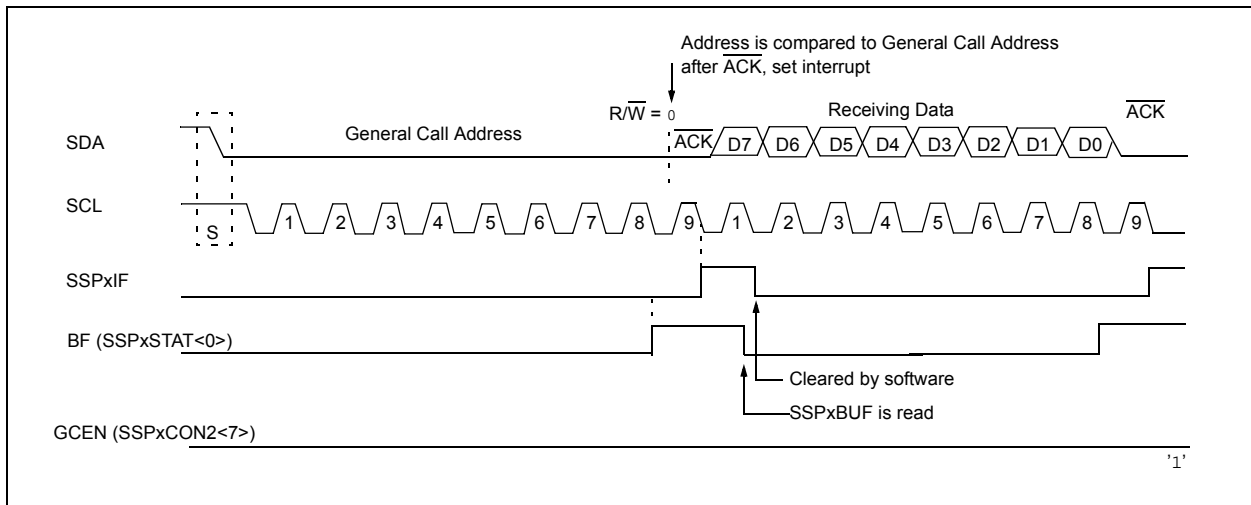 Address is compared to General Call Address
after A̅C̅K̅, set interrupt
R/W̅ = 0
Receiving Data
A̅C̅K̅
SDA
General Call Address
A̅C̅K̅ D7 D6 D5 D4 D3 D2 D1 D0
SCL
S
1 2 3 4 5 6 7 8 9 1 2 3 4 5 6 7 8 9
SSPxIF
BF (SSPxSTAT<0>)
Cleared by software
SSPxBUF is read
GCEN (SSPxCON2<7>)
'1'